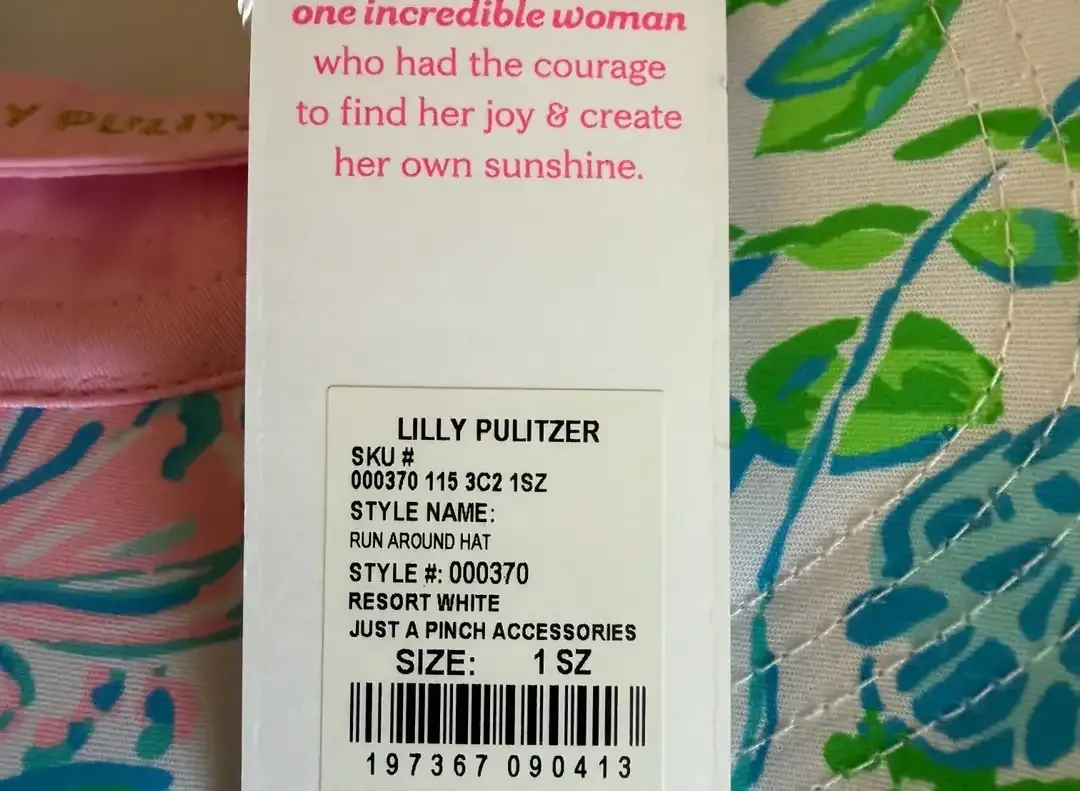 one incredible woman
who had the courage
to find her joy & create
her own sunshine.
Y PULITZ
LILLY PULITZER
SKU #
000370 115 3C2 1SZ
STYLE NAME:
RUN AROUND HAT
STYLE #: 000370
RESORT WHITE
JUST A PINCH ACCESSORIES
SIZE: 1 SZ
197367 090413